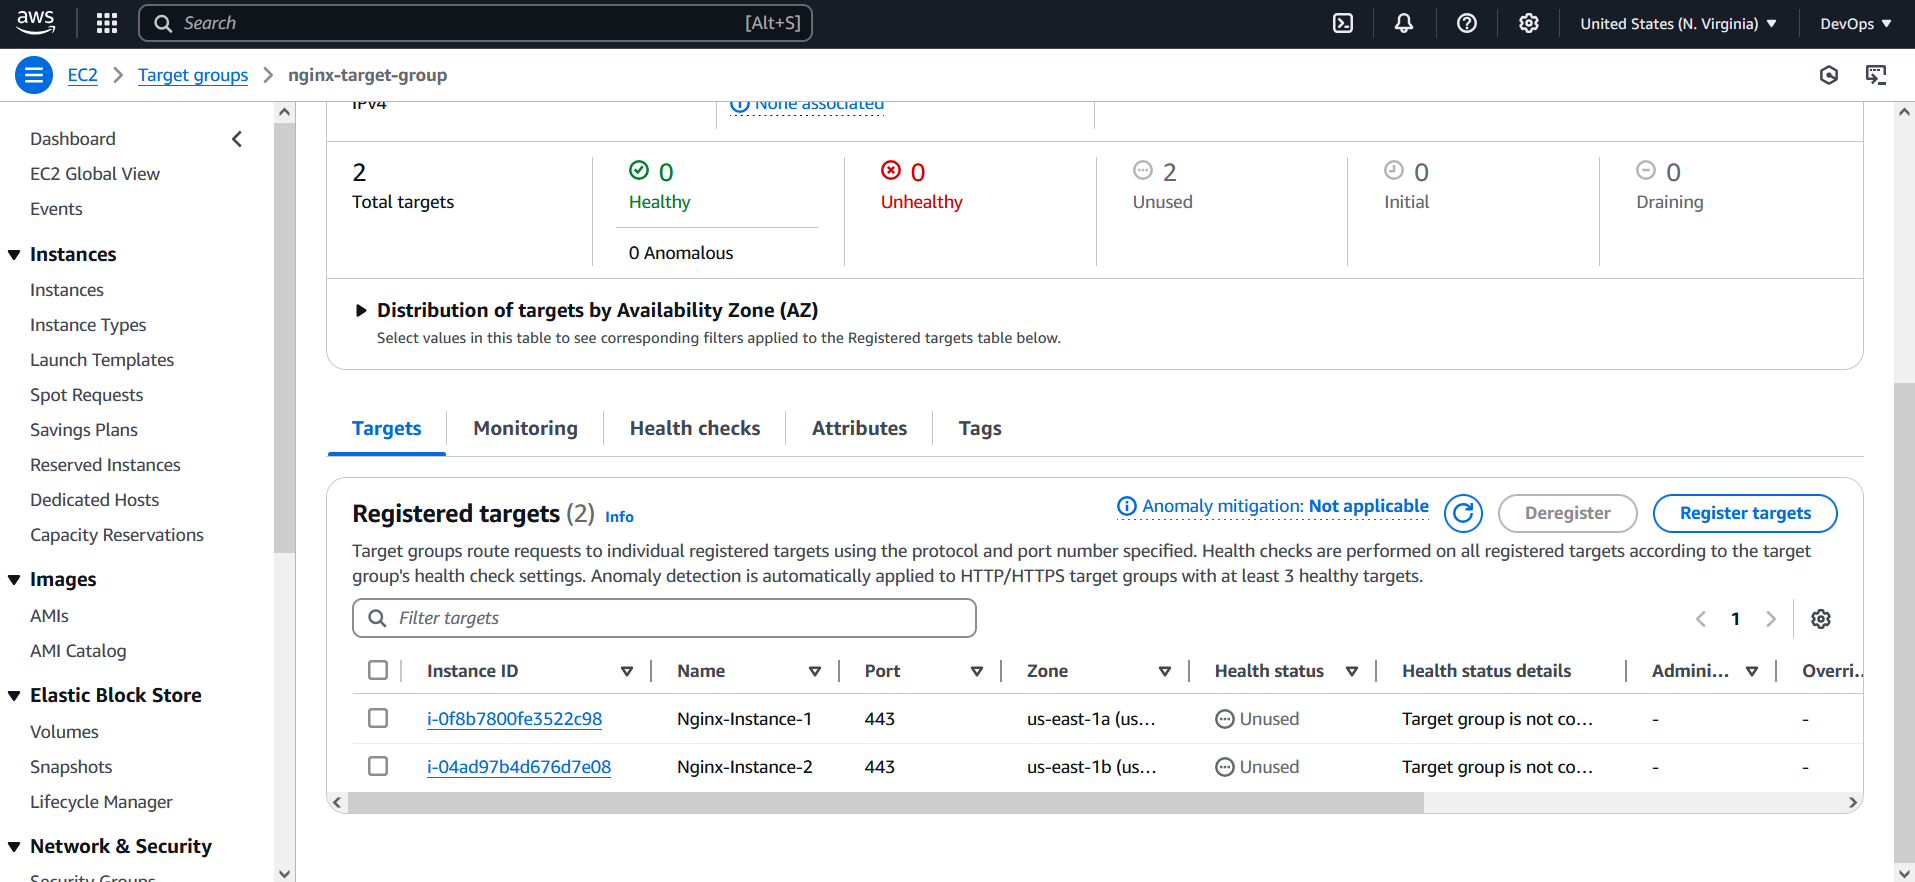 aws
Search [Alt+S]
United States (N. Virginia)
DevOps
EC2 Target groups nginx-target-group
Dashboard
EC2 Global View
Events
Instances
Instances
Instance Types
Launch Templates
Spot Requests
Savings Plans
Reserved Instances
Dedicated Hosts
Capacity Reservations
Images
AMIs
AMI Catalog
Elastic Block Store
Volumes
Snapshots
Lifecycle Manager
Network & Security
Security Groups
IPv4
None associated
2
Total targets
0
Healthy
0 Anomalous
0
Unhealthy
2
Unused
0
Initial
0
Draining
Distribution of targets by Availability Zone (AZ)
Select values in this table to see corresponding filters applied to the Registered targets table below.
Targets Monitoring Health checks Attributes Tags
Registered targets (2) Info
Anomaly mitigation: Not applicable
Deregister
Register targets
Target groups route requests to individual registered targets using the protocol and port number specified. Health checks are performed on all registered targets according to the target
group's health check settings. Anomaly detection is automatically applied to HTTP/HTTPS target groups with at least 3 healthy targets.
Filter targets
1
Instance ID Name Port Zone Health status Health status details Admini... Overri...
i-0f8b7800fe3522c98 Nginx-Instance-1 443 us-east-1a (us... Unused Target group is not co... - -
i-04ad97b4d676d7e08 Nginx-Instance-2 443 us-east-1b (us... Unused Target group is not co... - -